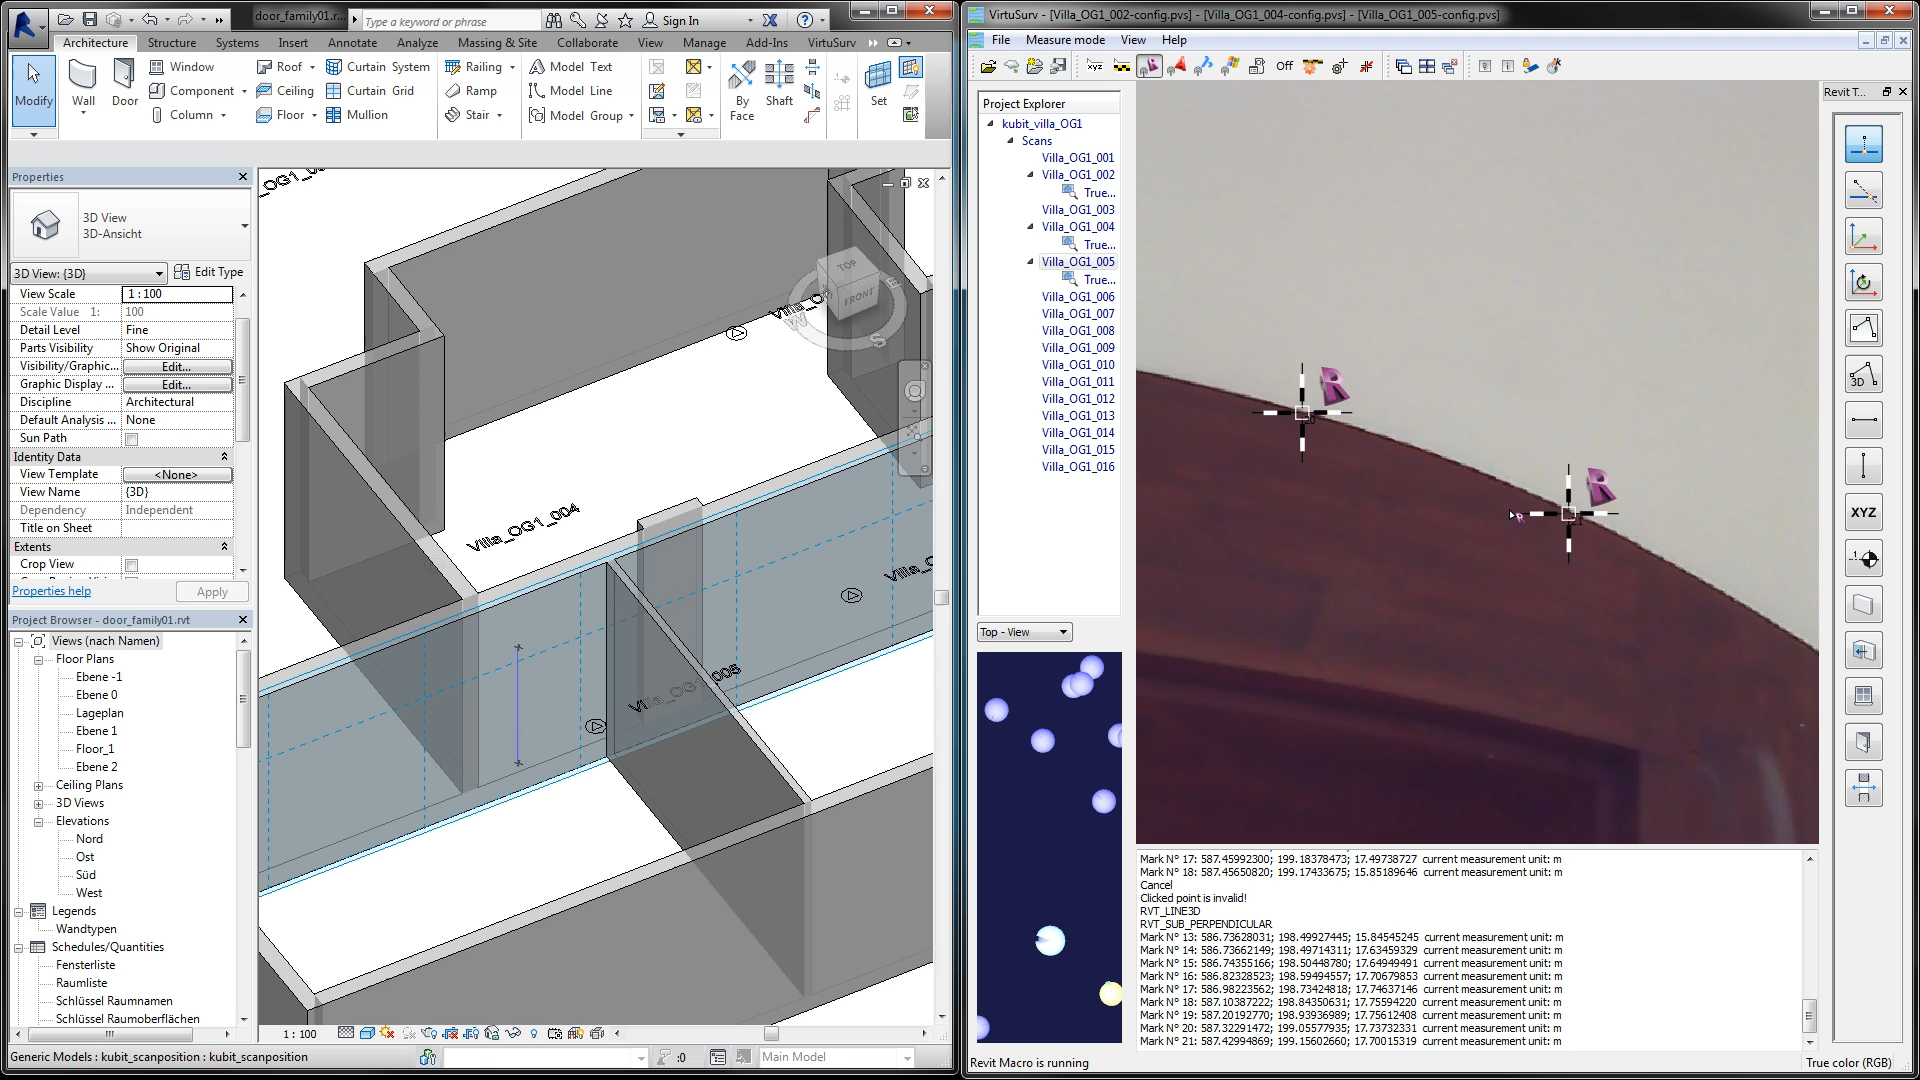 door_family01.r...
Type a keyword or phrase
Sign In
Architecture Structure Systems Insert Annotate Analyze Massing & Site Collaborate View Manage Add-Ins VirtuSurv
Modify
Wall
Door
Window
Component
Column
Roof
Ceiling
Floor
Curtain System
Curtain Grid
Mullion
Railing
Ramp
Stair
Model Text
Model Line
Model Group
By Face
Shaft
Set
Properties
3D View
3D-Ansicht
3D View: {3D}
Edit Type
View Scale 1 : 100
Scale Value 1: 100
Detail Level Fine
Parts Visibility Show Original
Visibility/Graphic... Edit...
Graphic Display ... Edit...
Discipline Architectural
Default Analysis ... None
Sun Path
Identity Data
View Template <None>
View Name {3D}
Dependency Independent
Title on Sheet
Extents
Crop View
Properties help
Apply
Project Browser - door_family01.rvt
Views (nach Namen)
Floor Plans
Ebene -1
Ebene 0
Lageplan
Ebene 1
Floor_1
Ebene 2
Ceiling Plans
3D Views
Elevations
Nord
Ost
Süd
West
Legends
Wandtypen
Schedules/Quantities
Fensterliste
Raumliste
Schlüssel Raumnamen
Schlüssel Raumoberflächen
TOP
FRONT
W
S
E
Villa_OG1_004
Villa_OG1_005
1 : 100
Generic Models : kubit_scanposition : kubit_scanposition
:0
Main Model
VirtuSurv - [Villa_OG1_002-config.pvs] - [Villa_OG1_004-config.pvs] - [Villa_OG1_005-config.pvs]
File Measure mode View Help
xyz
Off
Project Explorer
kubit_villa_OG1
Scans
Villa_OG1_001
Villa_OG1_002
True...
Villa_OG1_003
Villa_OG1_004
True...
Villa_OG1_005
True...
Villa_OG1_006
Villa_OG1_007
Villa_OG1_008
Villa_OG1_009
Villa_OG1_010
Villa_OG1_011
Villa_OG1_012
Villa_OG1_013
Villa_OG1_014
Villa_OG1_015
Villa_OG1_016
Top - View
R
R
Revit T...
3D
XYZ
Mark N° 17: 587.45992300; 199.18378473; 17.49738727 current measurement unit: m
Mark N° 18: 587.45650820; 199.17433675; 15.85189646 current measurement unit: m
Cancel
Clicked point is invalid!
RVT_LINE3D
RVT_SUB_PERPENDICULAR
Mark N° 13: 586.73628031; 198.49927445; 15.84545245 current measurement unit: m
Mark N° 14: 586.73662149; 198.49714311; 17.63459329 current measurement unit: m
Mark N° 15: 586.74355166; 198.50448780; 17.64949491 current measurement unit: m
Mark N° 16: 586.82328523; 198.59494557; 17.70679853 current measurement unit: m
Mark N° 17: 586.98223562; 198.73424818; 17.74637146 current measurement unit: m
Mark N° 18: 587.10387222; 198.84350631; 17.75594220 current measurement unit: m
Mark N° 19: 587.20192770; 198.93936989; 17.75612408 current measurement unit: m
Mark N° 20: 587.32291472; 199.05577935; 17.73732331 current measurement unit: m
Mark N° 21: 587.42994869; 199.15602660; 17.70015319 current measurement unit: m
Revit Macro is running
True color (RGB)